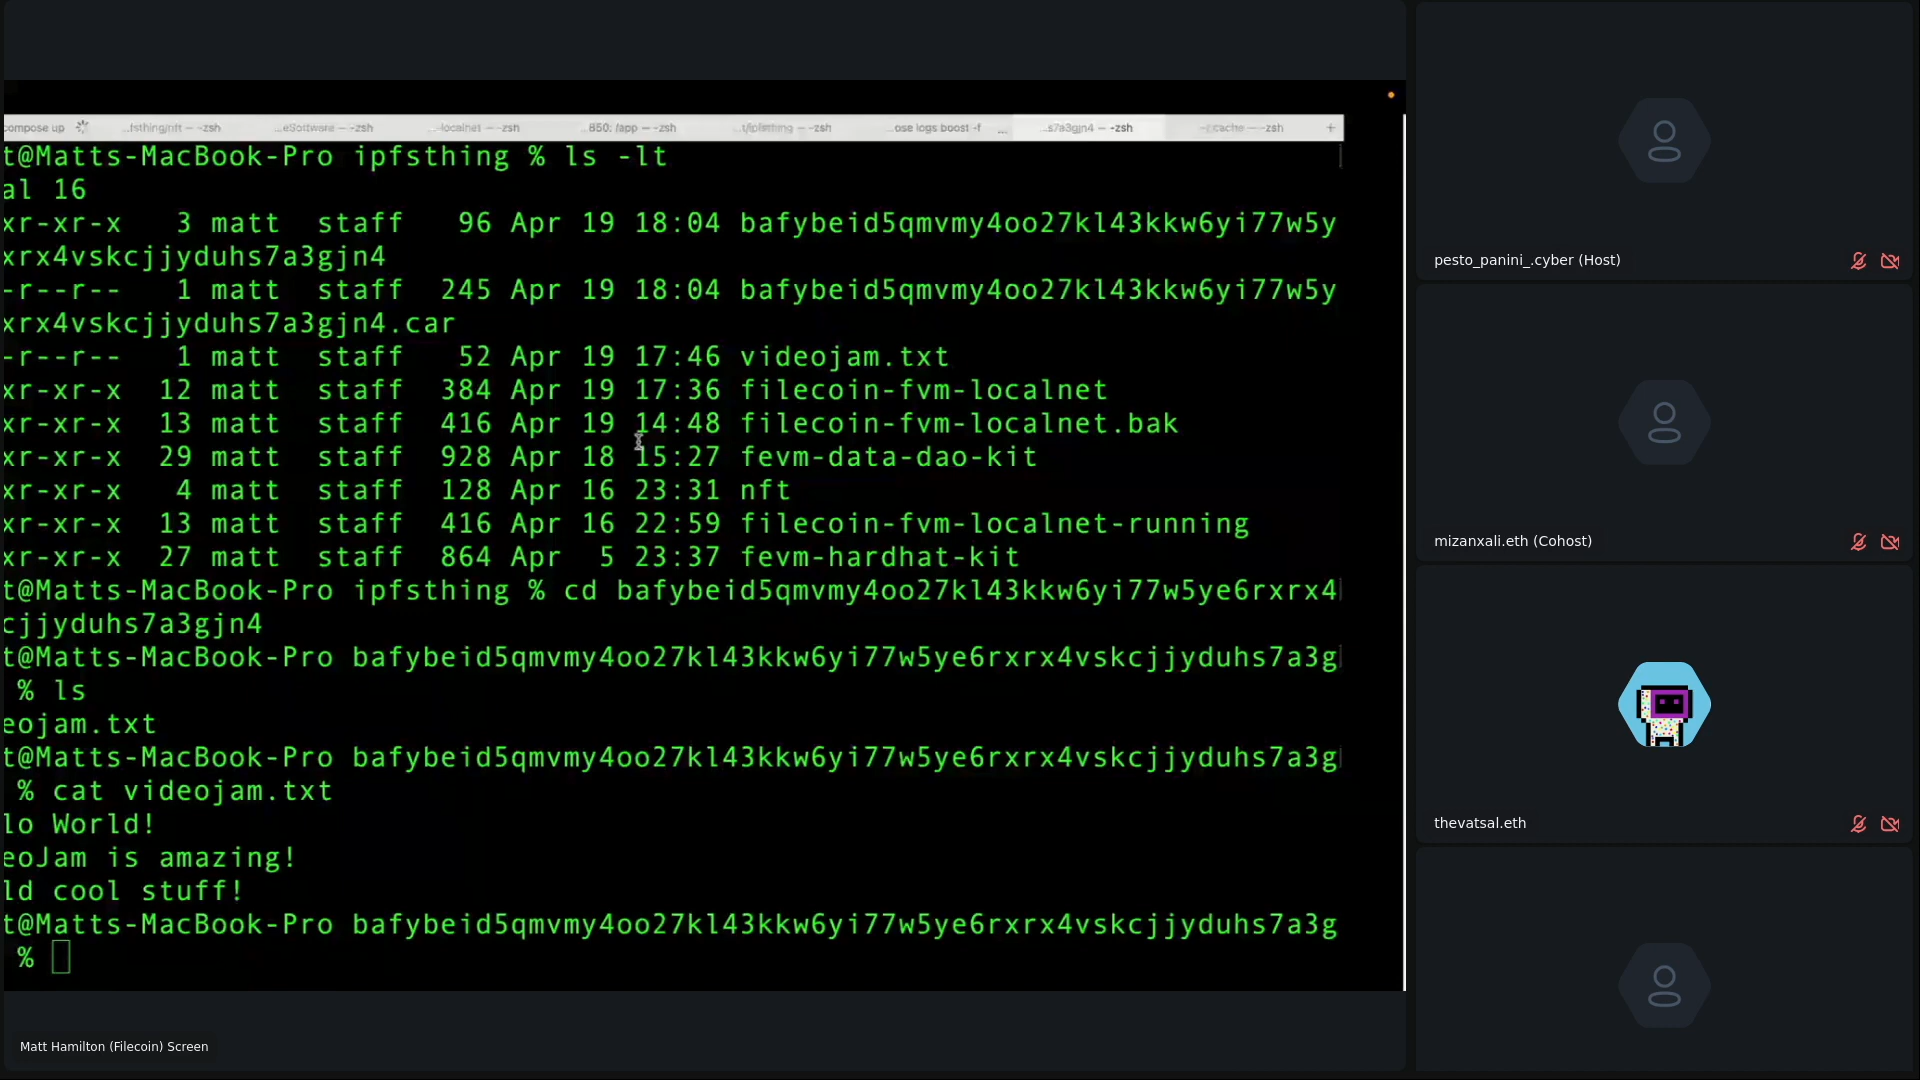 compose up
...fsthing/nft — -zsh
...eSoftware — -zsh
...-localnet — -zsh
...850: /app — -zsh
...t/ipfsthing — -zsh
...ose logs boost -f ...
...s7a3gjn4 — -zsh
~/.cache — -zsh
+
t@Matts-MacBook-Pro ipfsthing % ls -lt
al 16
xr-xr-x 3 matt staff 96 Apr 19 18:04 bafybeid5qmvmy4oo27kl43kkw6yi77w5y
xrx4vskcjjyduhs7a3gjn4
-r--r-- 1 matt staff 245 Apr 19 18:04 bafybeid5qmvmy4oo27kl43kkw6yi77w5y
xrx4vskcjjyduhs7a3gjn4.car
-r--r-- 1 matt staff 52 Apr 19 17:46 videojam.txt
xr-xr-x 12 matt staff 384 Apr 19 17:36 filecoin-fvm-localnet
xr-xr-x 13 matt staff 416 Apr 19 14:48 filecoin-fvm-localnet.bak
xr-xr-x 29 matt staff 928 Apr 18 15:27 fevm-data-dao-kit
xr-xr-x 4 matt staff 128 Apr 16 23:31 nft
xr-xr-x 13 matt staff 416 Apr 16 22:59 filecoin-fvm-localnet-running
xr-xr-x 27 matt staff 864 Apr 5 23:37 fevm-hardhat-kit
t@Matts-MacBook-Pro ipfsthing % cd bafybeid5qmvmy4oo27kl43kkw6yi77w5ye6rxrx4
cjjyduhs7a3gjn4
t@Matts-MacBook-Pro bafybeid5qmvmy4oo27kl43kkw6yi77w5ye6rxrx4vskcjjyduhs7a3g
% ls
eojam.txt
t@Matts-MacBook-Pro bafybeid5qmvmy4oo27kl43kkw6yi77w5ye6rxrx4vskcjjyduhs7a3g
% cat videojam.txt
lo World!
eoJam is amazing!
ld cool stuff!
t@Matts-MacBook-Pro bafybeid5qmvmy4oo27kl43kkw6yi77w5ye6rxrx4vskcjjyduhs7a3g
%
Matt Hamilton (Filecoin) Screen
pesto_panini_.cyber (Host)
mizanxali.eth (Cohost)
thevatsal.eth